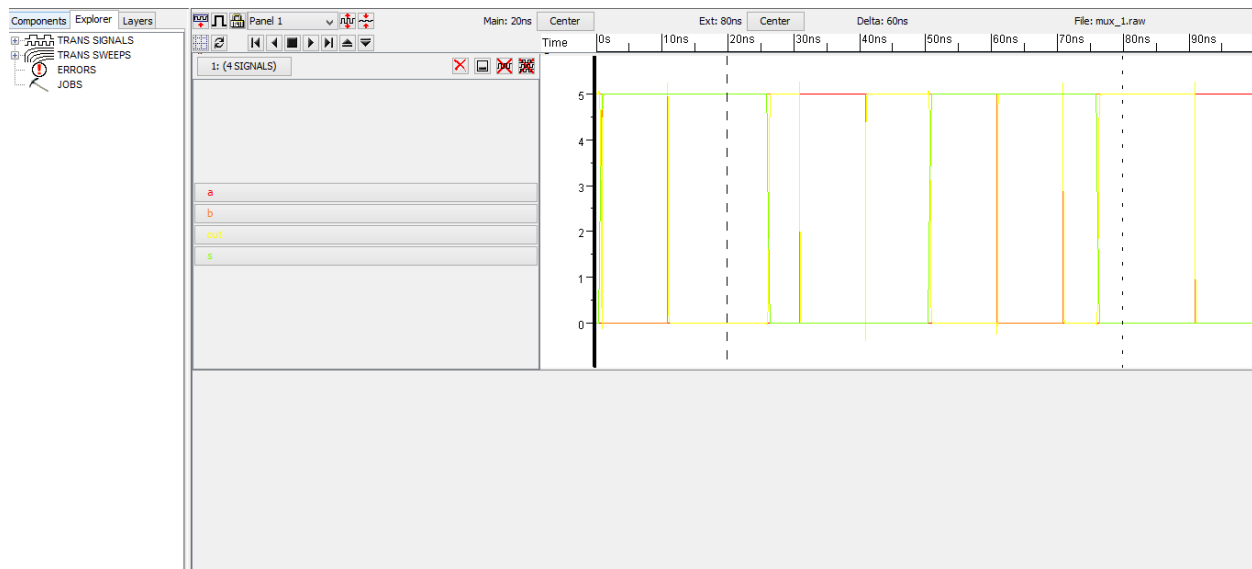 Components Explorer Layers
TRANS SIGNALS
TRANS SWEEPS
ERRORS
JOBS
Panel 1 Main: 20ns Center Ext: 80ns Center Delta: 60ns File: mux_1.raw
Time 0s 10ns 20ns 30ns 40ns 50ns 60ns 70ns 80ns 90ns
1: (4 SIGNALS)
a
b
out
s
5
4
3
2
1
0